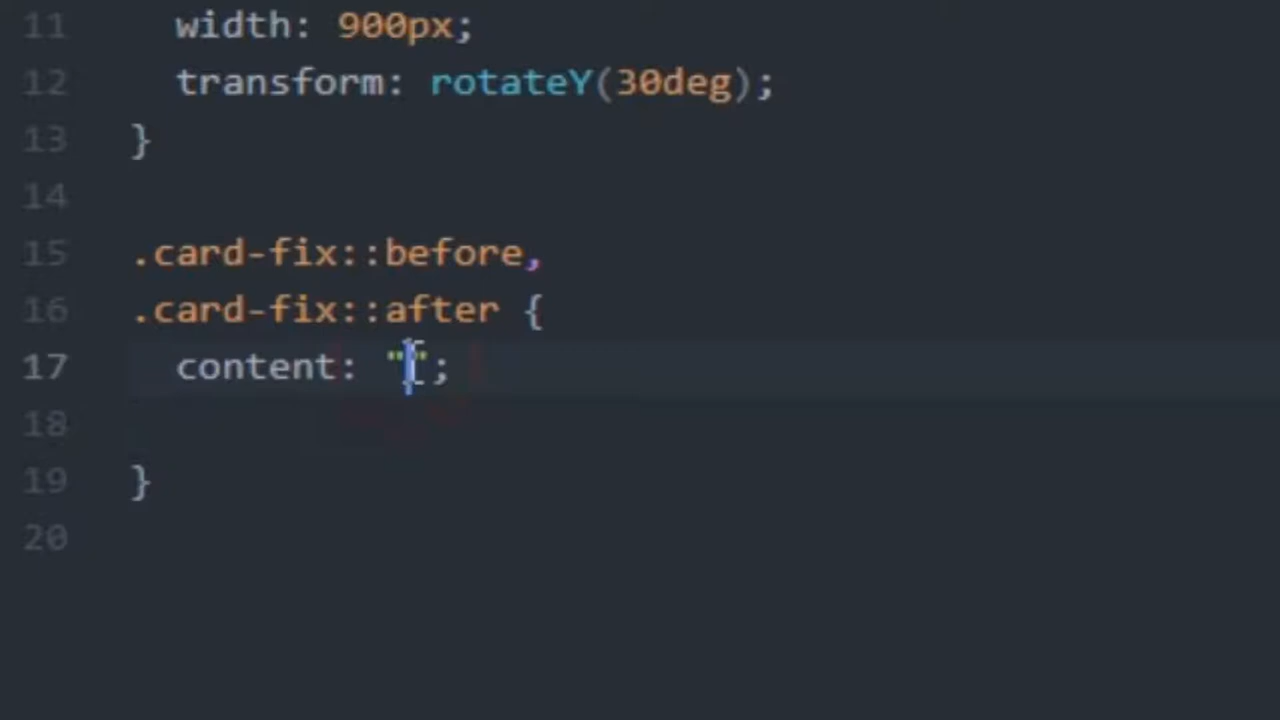 11 width: 900px;
12 transform: rotateY(30deg);
13 }
14
15 .card-fix::before,
16 .card-fix::after {
17 content: "";
18
19 }
20